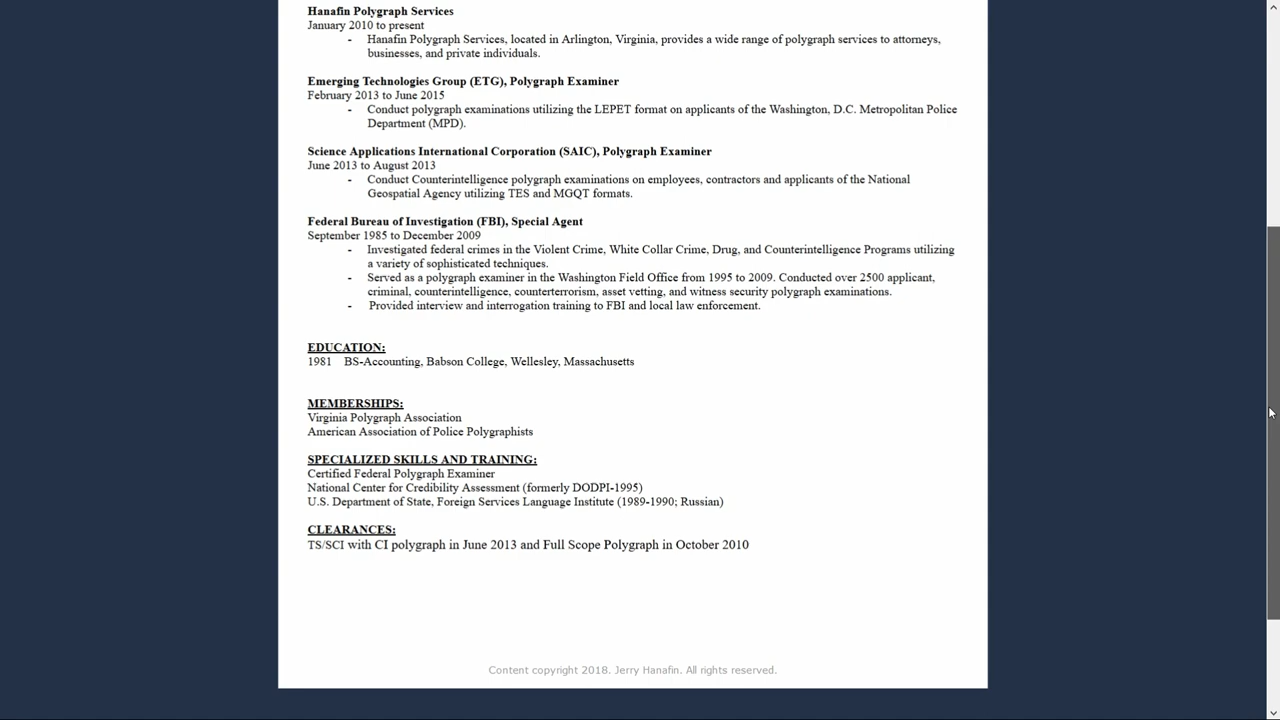 Hanafin Polygraph Services
January 2010 to present
- Hanafin Polygraph Services, located in Arlington, Virginia, provides a wide range of polygraph services to attorneys,
businesses, and private individuals.
Emerging Technologies Group (ETG), Polygraph Examiner
February 2013 to June 2015
- Conduct polygraph examinations utilizing the LEPET format on applicants of the Washington, D.C. Metropolitan Police
Department (MPD).
Science Applications International Corporation (SAIC), Polygraph Examiner
June 2013 to August 2013
- Conduct Counterintelligence polygraph examinations on employees, contractors and applicants of the National
Geospatial Agency utilizing TES and MGQT formats.
Federal Bureau of Investigation (FBI), Special Agent
September 1985 to December 2009
- Investigated federal crimes in the Violent Crime, White Collar Crime, Drug, and Counterintelligence Programs utilizing
a variety of sophisticated techniques.
- Served as a polygraph examiner in the Washington Field Office from 1995 to 2009. Conducted over 2500 applicant,
criminal, counterintelligence, counterterrorism, asset vetting, and witness security polygraph examinations.
- Provided interview and interrogation training to FBI and local law enforcement.
EDUCATION:
1981 BS-Accounting, Babson College, Wellesley, Massachusetts
MEMBERSHIPS:
Virginia Polygraph Association
American Association of Police Polygraphists
SPECIALIZED SKILLS AND TRAINING:
Certified Federal Polygraph Examiner
National Center for Credibility Assessment (formerly DODPI-1995)
U.S. Department of State, Foreign Services Language Institute (1989-1990; Russian)
CLEARANCES:
TS/SCI with CI polygraph in June 2013 and Full Scope Polygraph in October 2010
Content copyright 2018. Jerry Hanafin. All rights reserved.